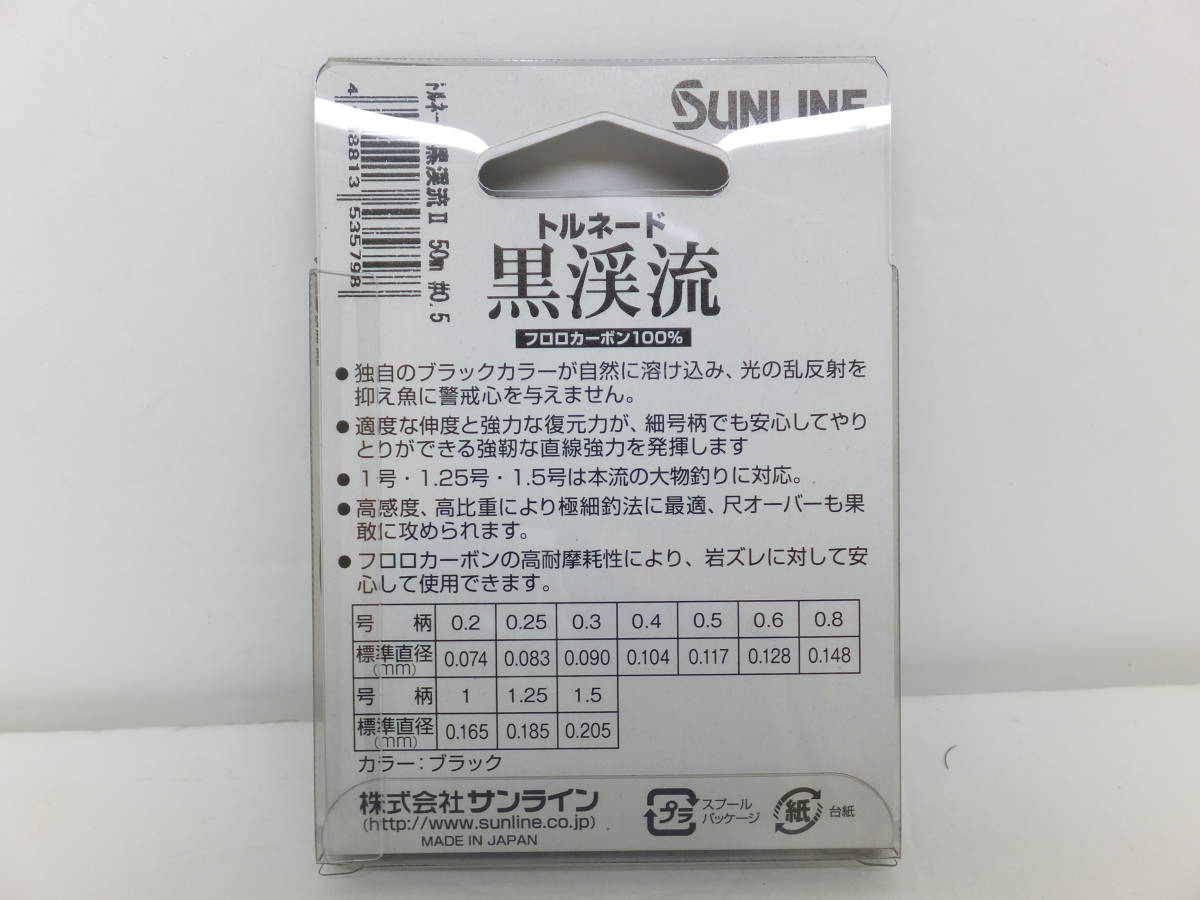 SUNLINE
トルネード
黒渓流
フロロカーボン100%
黒渓流II 50m #0.5
535798
● 独自のブラックカラーが自然に溶け込み、光の乱反射を
抑え魚に警戒心を与えません。
● 適度な伸度と強力な復元力が、細号柄でも安心してやり
とりができる強靭な直線強力を発揮します
● 1号・1.25号・1.5号は本流の大物釣りに対応。
● 高感度、高比重により極細釣法に最適、尺オーバーも果
敢に攻められます。
● フロロカーボンの高耐摩耗性により、岩ズレに対して安
心して使用できます。
号 柄 0.2 0.25 0.3 0.4 0.5 0.6 0.8
標準直径(mm) 0.074 0.083 0.090 0.104 0.117 0.128 0.148
号 柄 1 1.25 1.5
標準直径(mm) 0.165 0.185 0.205
カラー：ブラック
株式会社 サンライン
(http://www.sunline.co.jp)
MADE IN JAPAN
プラ スプール
パッケージ
紙 台紙